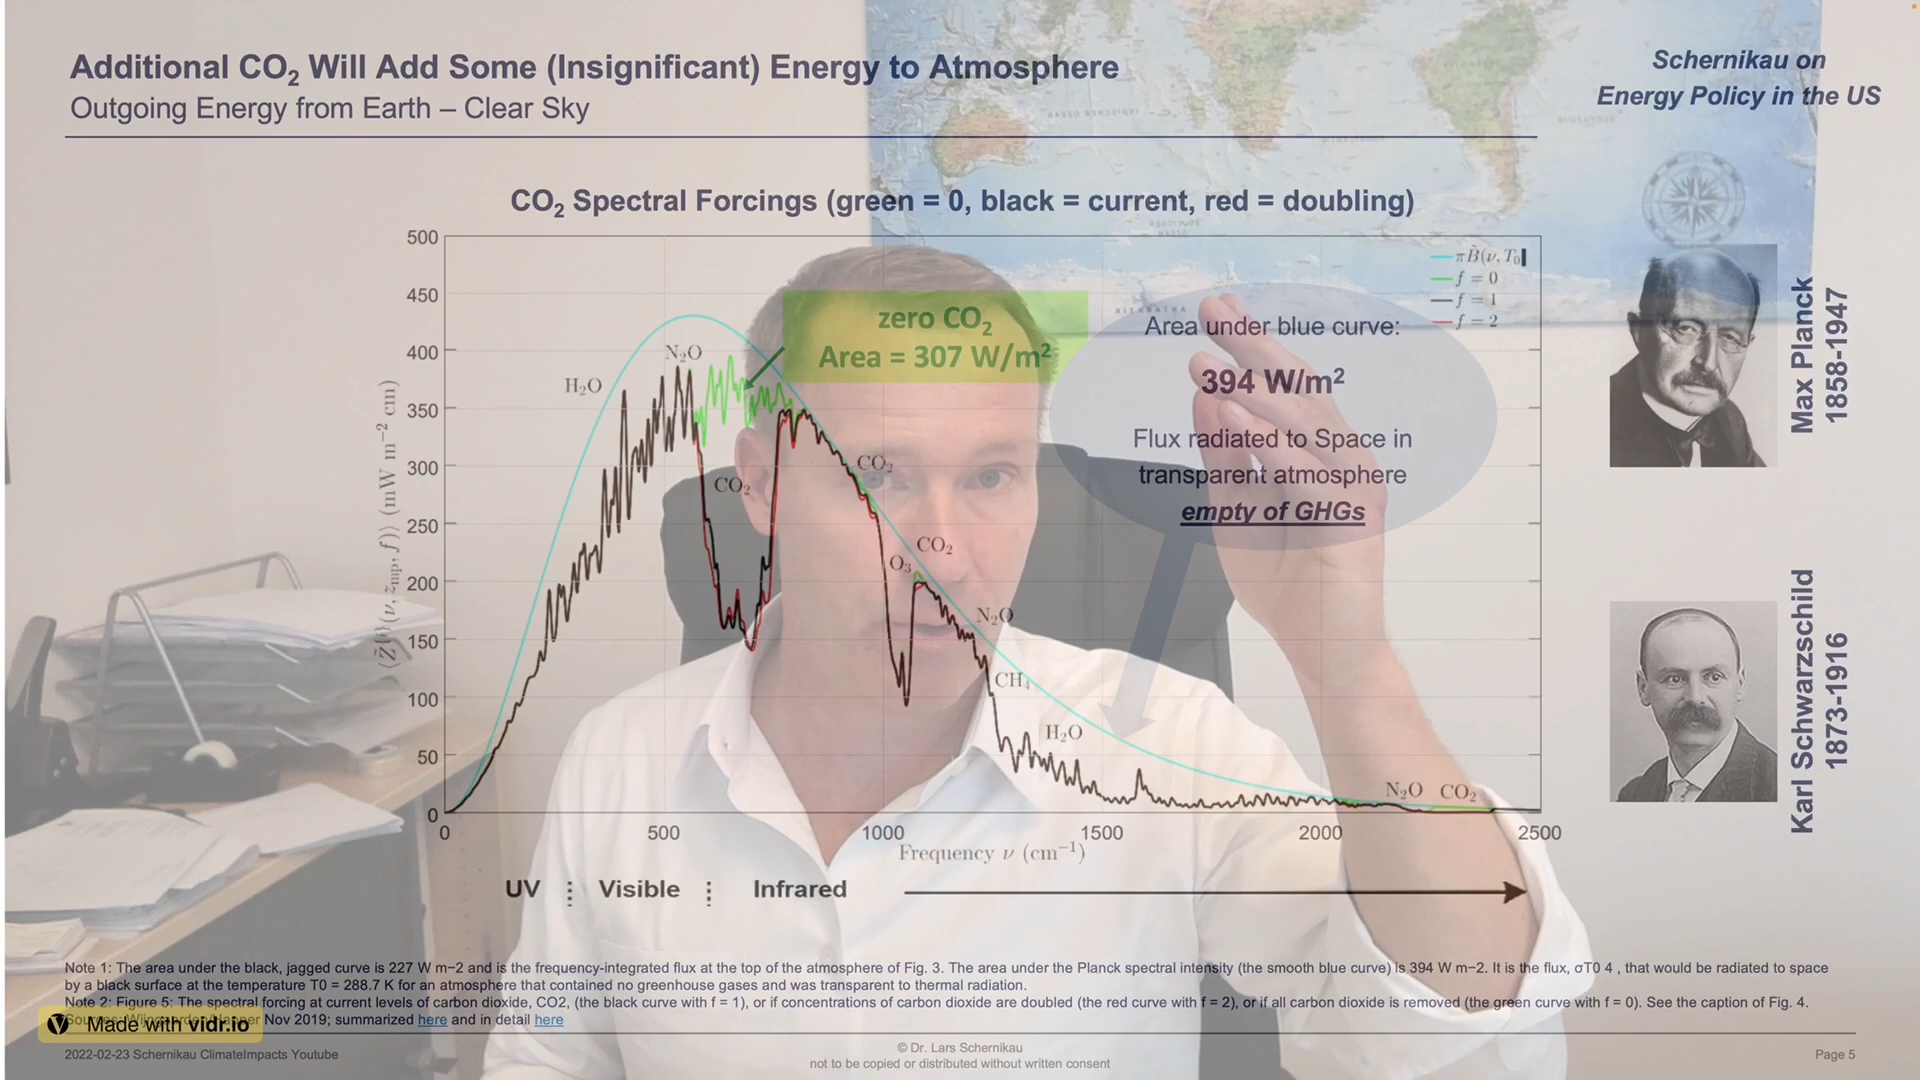 Additional CO₂ Will Add Some (Insignificant) Energy to Atmosphere
Outgoing Energy from Earth – Clear Sky
Schernikau on
Energy Policy in the US
CO₂ Spectral Forcings (green = 0, black = current, red = doubling)
500
450
400
350
300
250
200
150
100
50
0
0
500
1000
1500
2000
2500
Frequency ν (cm⁻¹)
f = 0
f = 1
f = 2
zero CO₂
Area = 307 W/m²
Area under blue curve:
394 W/m²
Flux radiated to Space in
transparent atmosphere
empty of GHGs
H₂O
N₂O
CO₂
CO₂
O₃
CO₂
N₂O
CH₄
H₂O
N₂O
CO₂
UV
Visible
Infrared
Max Planck
1858-1947
Karl Schwarzschild
1873-1916
Note 1: The area under the black, jagged curve is 227 W m−2 and is the frequency-integrated flux at the top of the atmosphere of Fig. 3. The area under the Planck spectral intensity (the smooth blue curve) is 394 W m−2. It is the flux, σT0 4 , that would be radiated to space
by a black surface at the temperature T0 = 288.7 K for an atmosphere that contained no greenhouse gases and was transparent to thermal radiation.
Note 2: Figure 5: The spectral forcing at current levels of carbon dioxide, CO2, (the black curve with f = 1), or if concentrations of carbon dioxide are doubled (the red curve with f = 2), or if all carbon dioxide is removed (the green curve with f = 0). See the caption of Fig. 4.
Nov 2019; summarized here and in detail here
Made with vidr.io
2022-02-23 Schernikau ClimateImpacts Youtube
© Dr. Lars Schernikau
not to be copied or distributed without written consent
Page 5